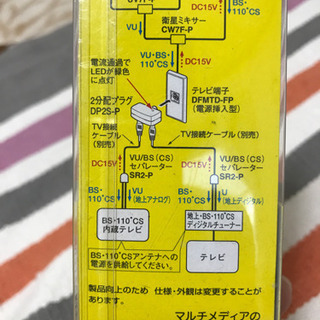 UV7F-P
衛星ミキサー
CW7F-P
VU
DC15V
VU・BS・
110°CS
DC15V
電流通過で
LEDが緑色
に点灯
テレビ端子
DFMTD-FP
(電源挿入型)
2分配プラグ
DP2S-P
TV接続
ケーブル
(別売)
TV接続ケーブル(別売)
DC15V
VU/BS(CS)
セパレーター
SR2-P
DC15V
VU/BS(CS)
セパレーター
SR2-P
BS・
110°CS
VU
(地上アナログ)
BS・
110°CS
U
(地上デジタル)
BS・110°CS
内蔵テレビ
地上・BS・110°CS
ディジタルチューナー
BS・110°CSアンテナへの
電源を供給してください。
テレビ
製品向上のため 仕様・外観は変更することが
あります。
マルチメディアの